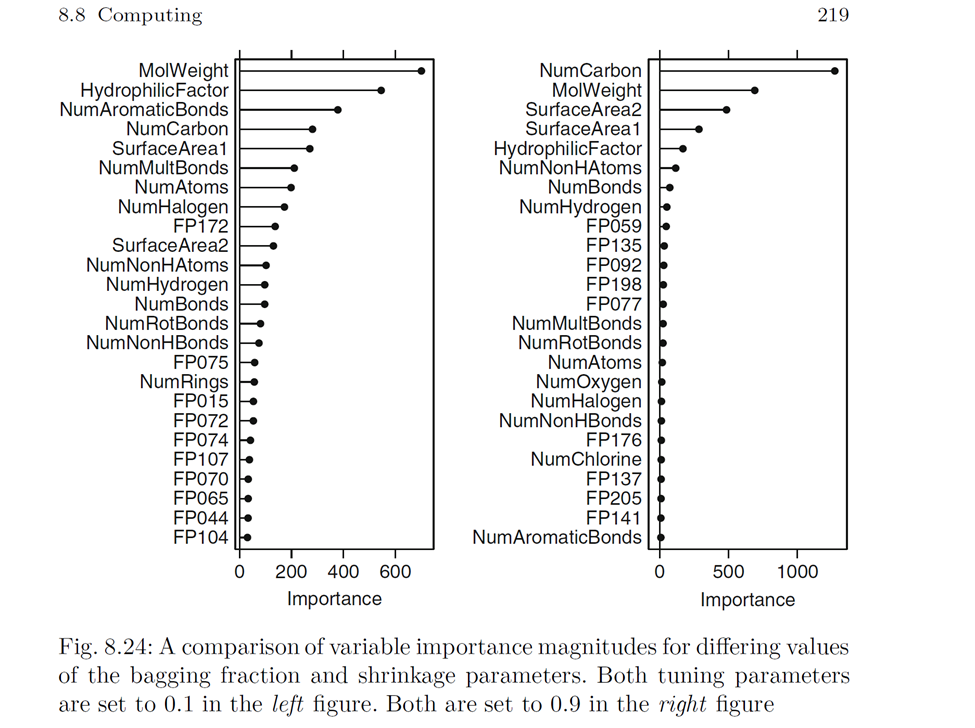 8.8 Computing 219
MolWeight
HydrophilicFactor
NumAromaticBonds
NumCarbon
SurfaceArea1
NumMultBonds
NumAtoms
NumHalogen
FP172
SurfaceArea2
NumNonHAtoms
NumHydrogen
NumBonds
NumRotBonds
NumNonHBonds
FP075
NumRings
FP015
FP072
FP074
FP107
FP070
FP065
FP044
FP104
0 200 400 600
Importance
NumCarbon
MolWeight
SurfaceArea2
SurfaceArea1
HydrophilicFactor
NumNonHAtoms
NumBonds
NumHydrogen
FP059
FP135
FP092
FP198
FP077
NumMultBonds
NumRotBonds
NumAtoms
NumOxygen
NumHalogen
NumNonHBonds
FP176
NumChlorine
FP137
FP205
FP141
NumAromaticBonds
0 500 1000
Importance
Fig. 8.24: A comparison of variable importance magnitudes for differing values
of the bagging fraction and shrinkage parameters. Both tuning parameters
are set to 0.1 in the left figure. Both are set to 0.9 in the right figure